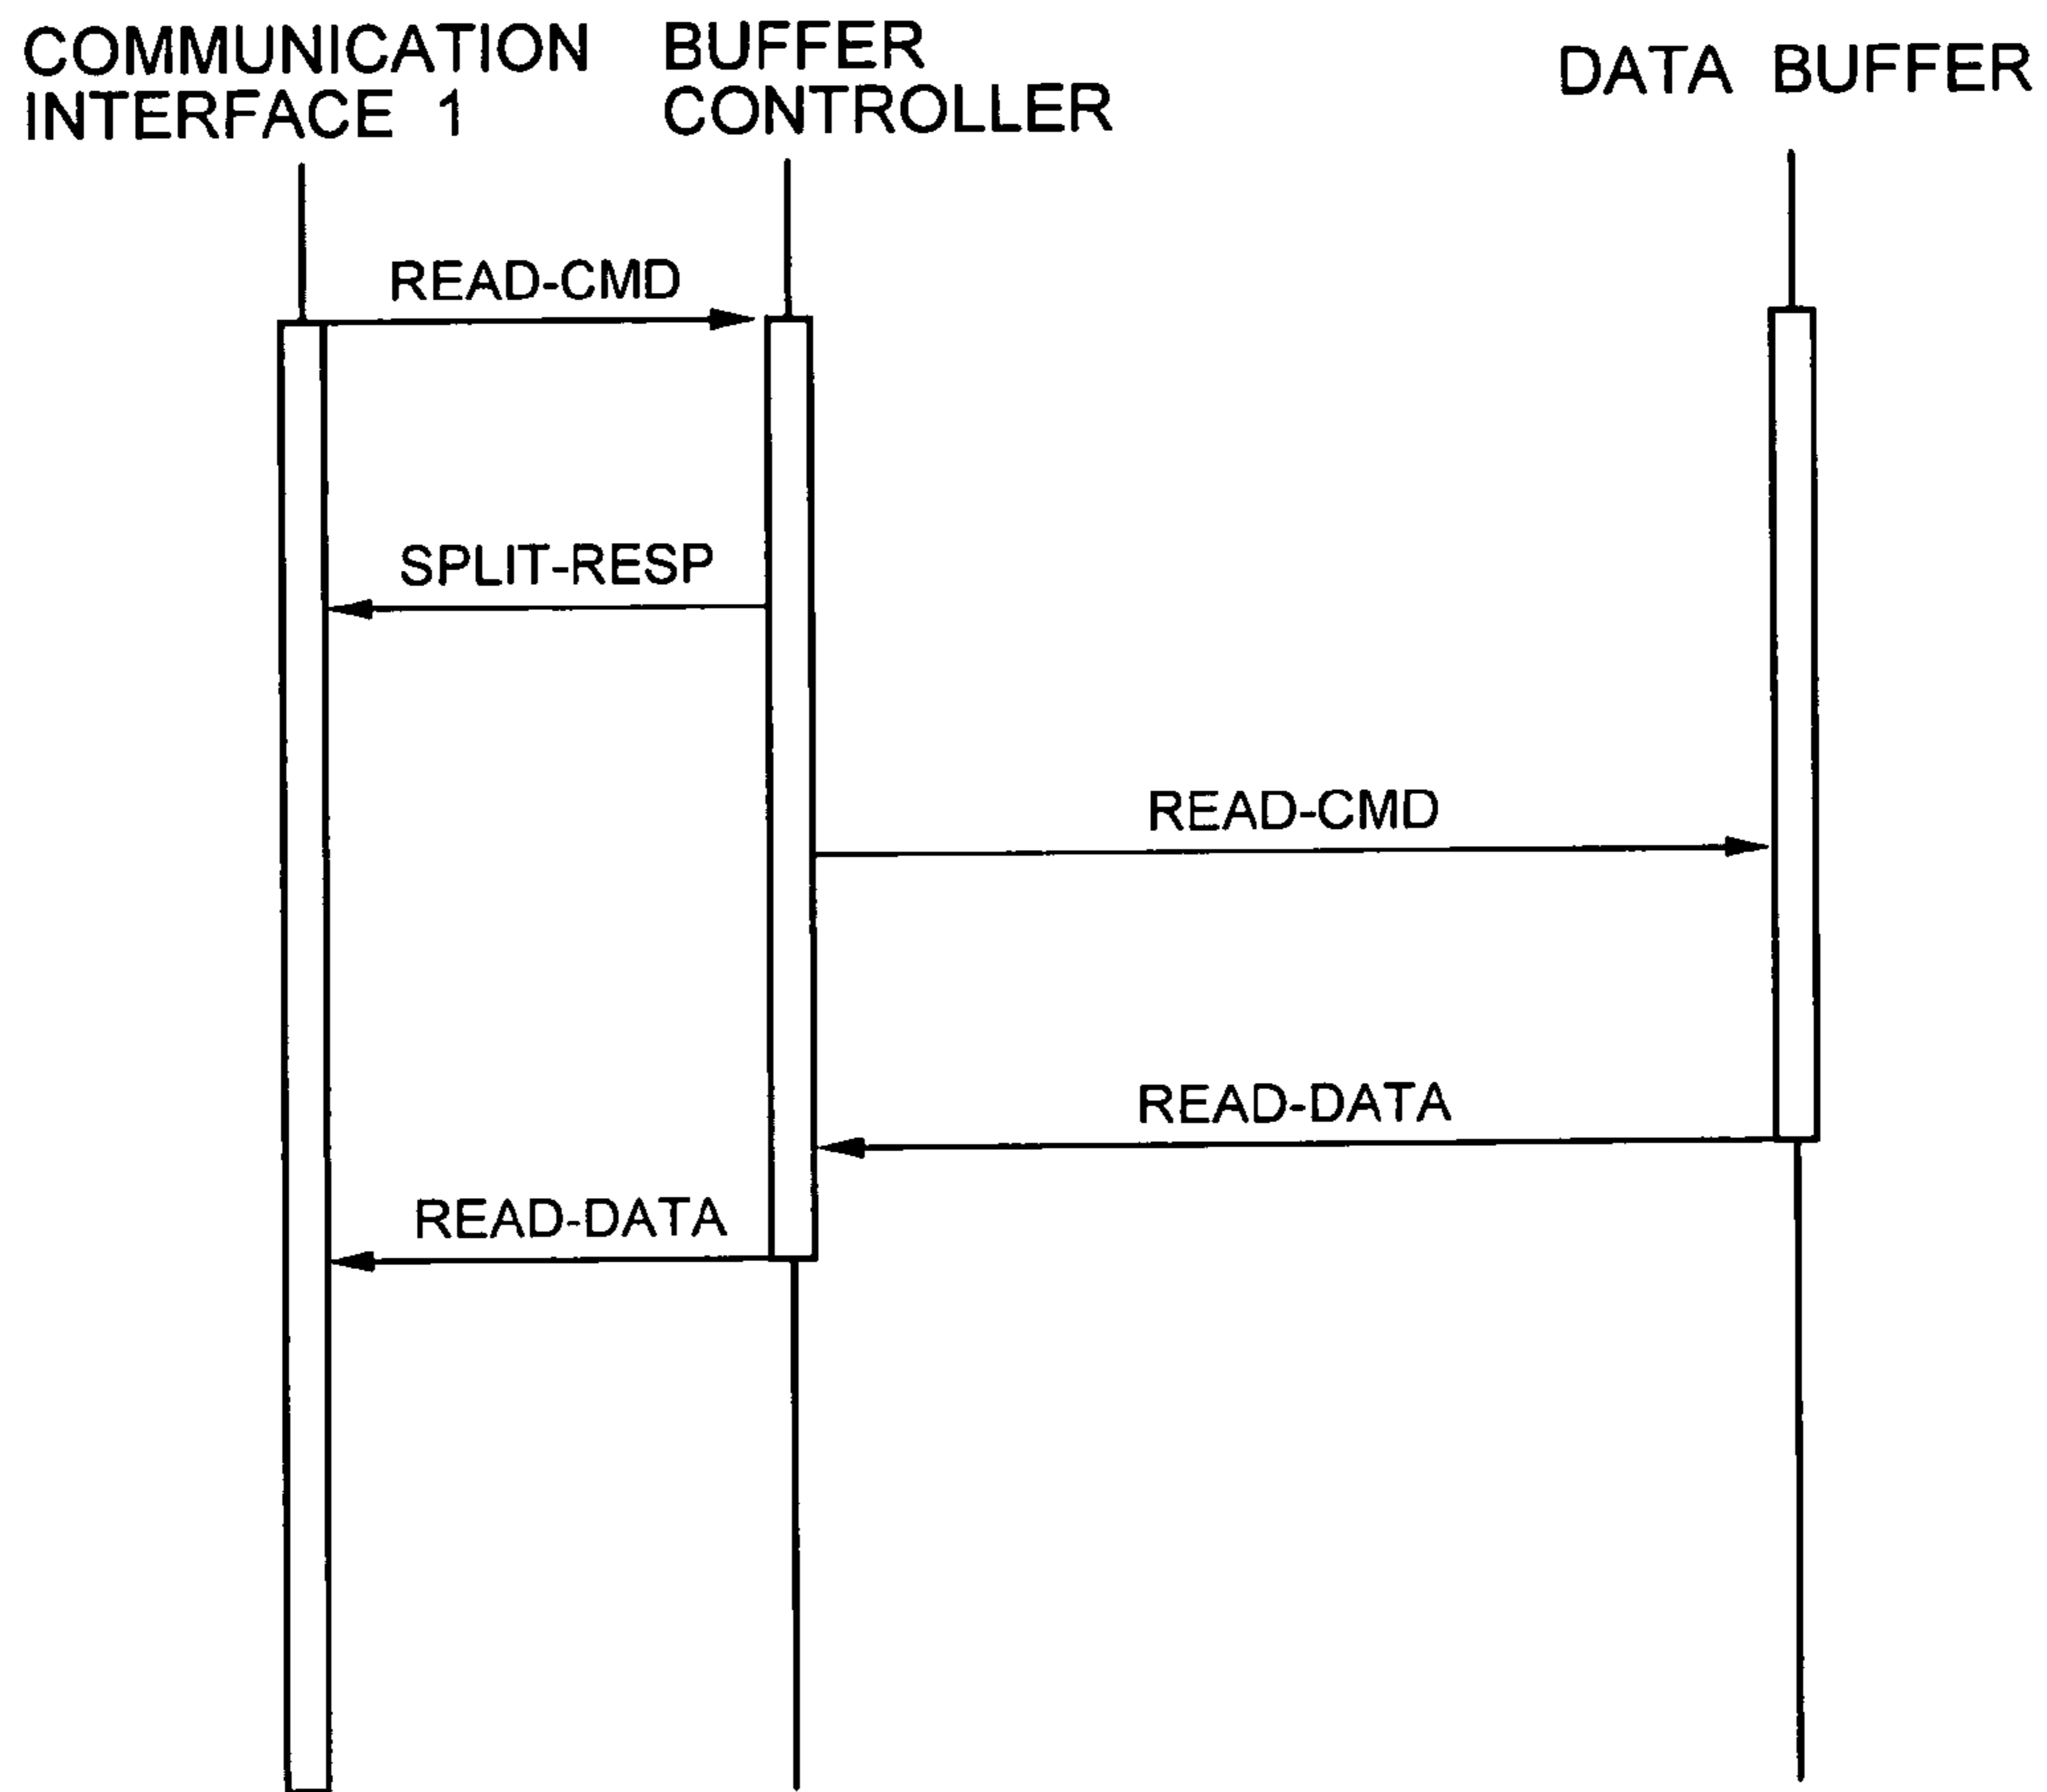 COMMUNICATION
INTERFACE 1
BUFFER
CONTROLLER
DATA BUFFER
READ-CMD
SPLIT-RESP
READ-CMD
READ-DATA
READ-DATA